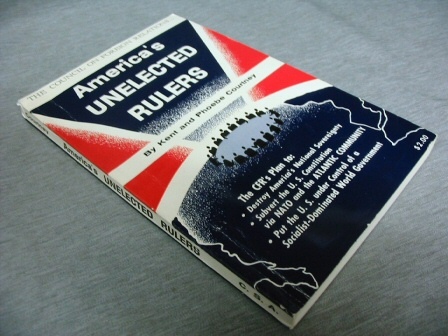 THE COUNCIL ON FOREIGN RELATIONS
America's
UNELECTED
RULERS
By Kent and Phoebe Courtney
The CFR's Plan to:
• Destroy America's National Sovereignty
• Subvert the U.S. Constitution
via NATO and the ATLANTIC COMMUNITY
• Put the U.S. under Control of a
Socialist-Dominated World Government
$2.00
America's UNELECTED RULERS
C. S. A.